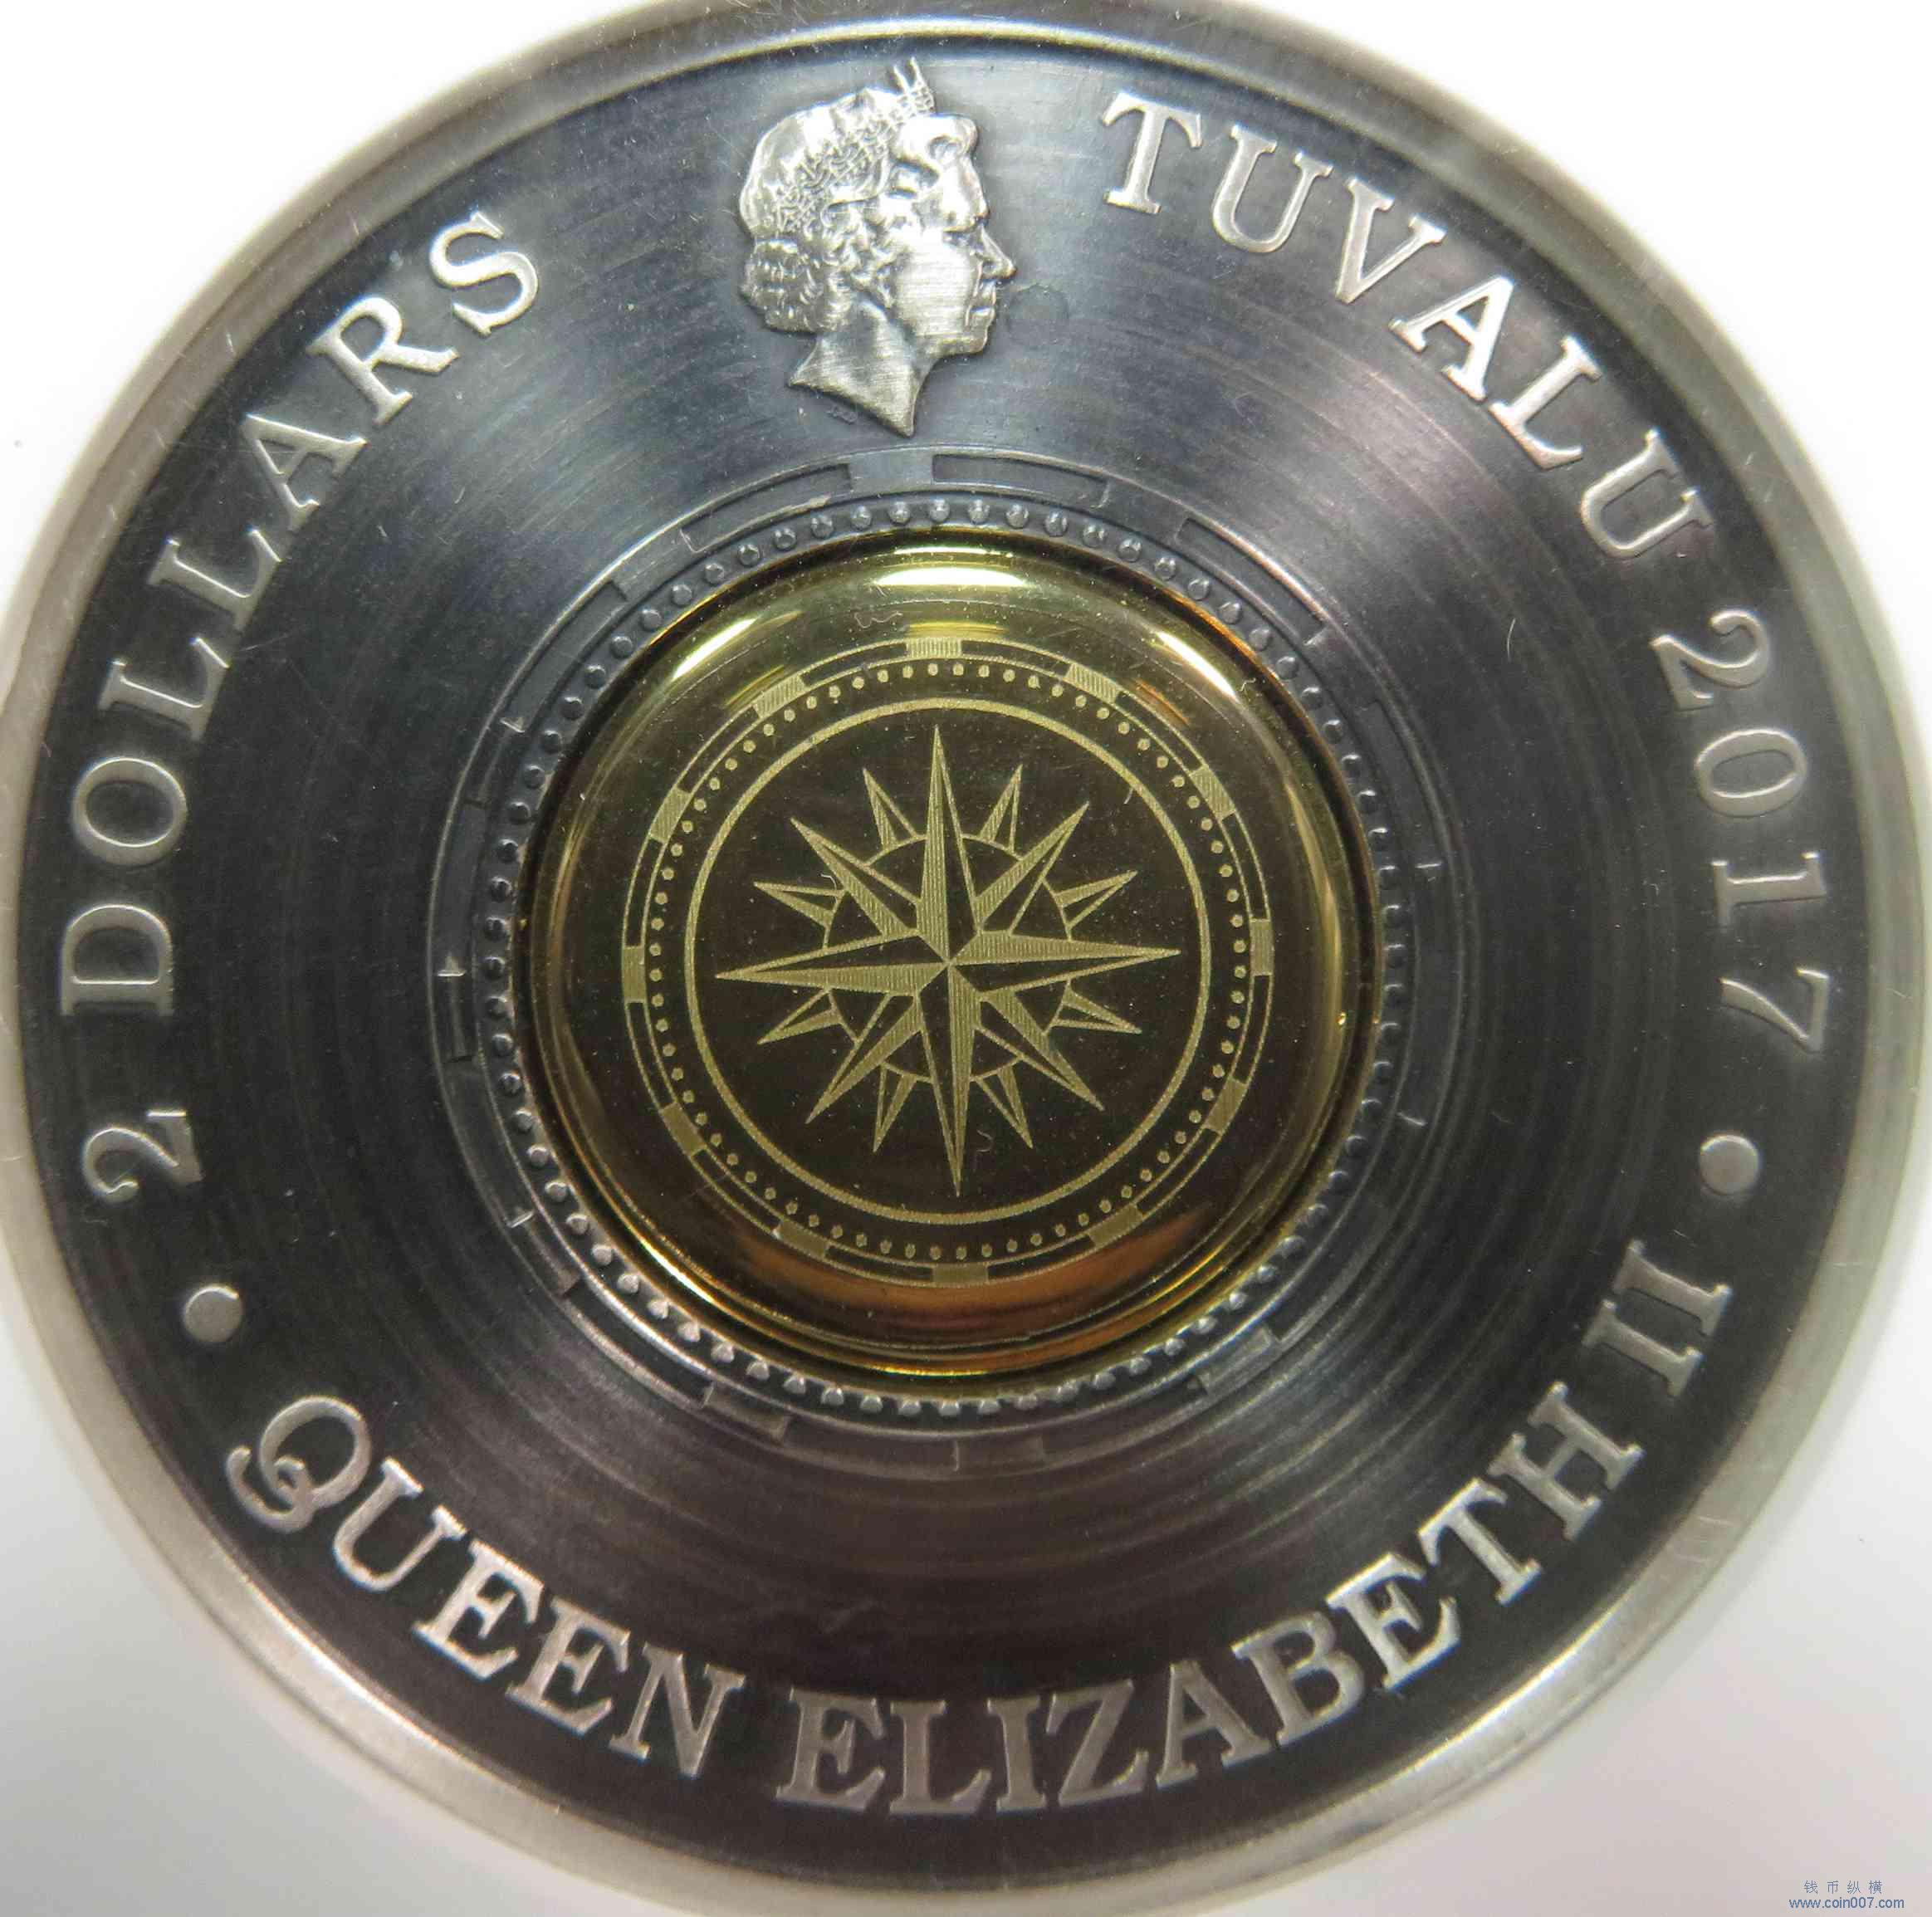 2 DOLLARS
TUVALU 2017
• QUEEN ELIZABETH II •
钱币纵横
www.coin007.com